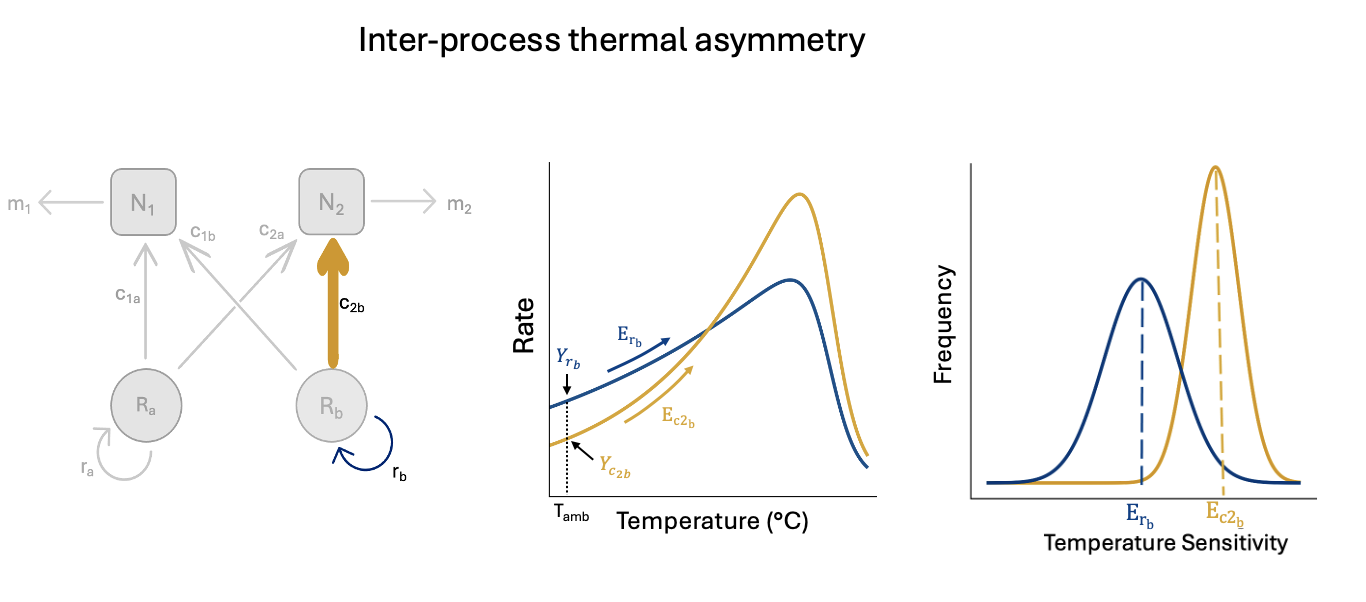 Inter-process thermal asymmetry
m₁
N₁
N₂
m₂
c₁b
c₂a
c₁a
c₂b
Rₐ
R_b
rₐ
r_b
Rate
Y_r_b
E_r_b
E_c2_b
Y_c_2b
T_amb
Temperature (°C)
Frequency
E_r_b
E_c2_b
Temperature Sensitivity